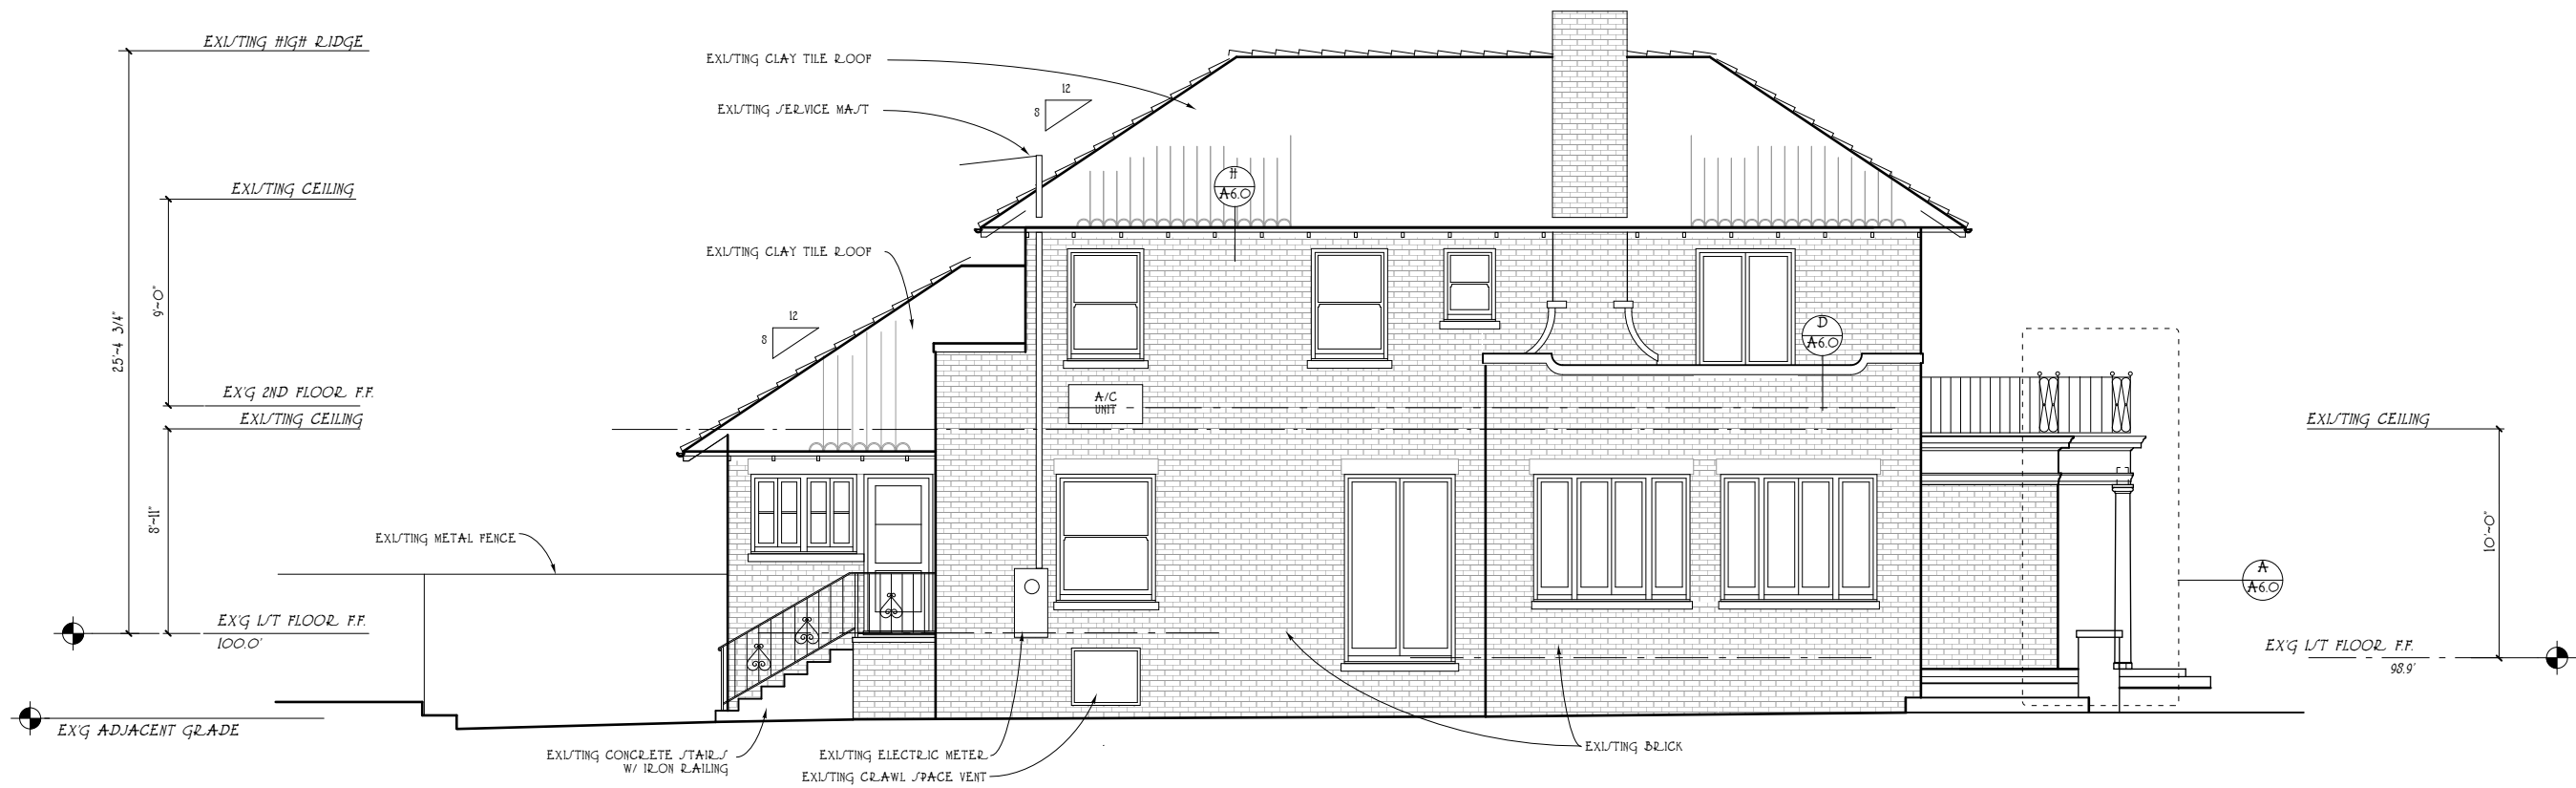 EXISTING HIGH RIDGE
EXISTING CLAY TILE ROOF
12
8
EXISTING SERVICE MAST
EXISTING CEILING
H
A6.0
EXISTING CLAY TILE ROOF
9'-0"
25'-4 3/4"
12
8
D
A6.0
EX'G 2ND FLOOR F.F.
A/C
UNIT
EXISTING CEILING
EXISTING CEILING
8'-11"
EXISTING METAL FENCE
10'-0"
A
A6.0
EX'G 1ST FLOOR F.F.
100.0'
EX'G 1ST FLOOR F.F.
98.9'
EX'G ADJACENT GRADE
EXISTING CONCRETE STAIRS
W/ IRON RAILING
EXISTING ELECTRIC METER
EXISTING CRAWL SPACE VENT
EXISTING BRICK